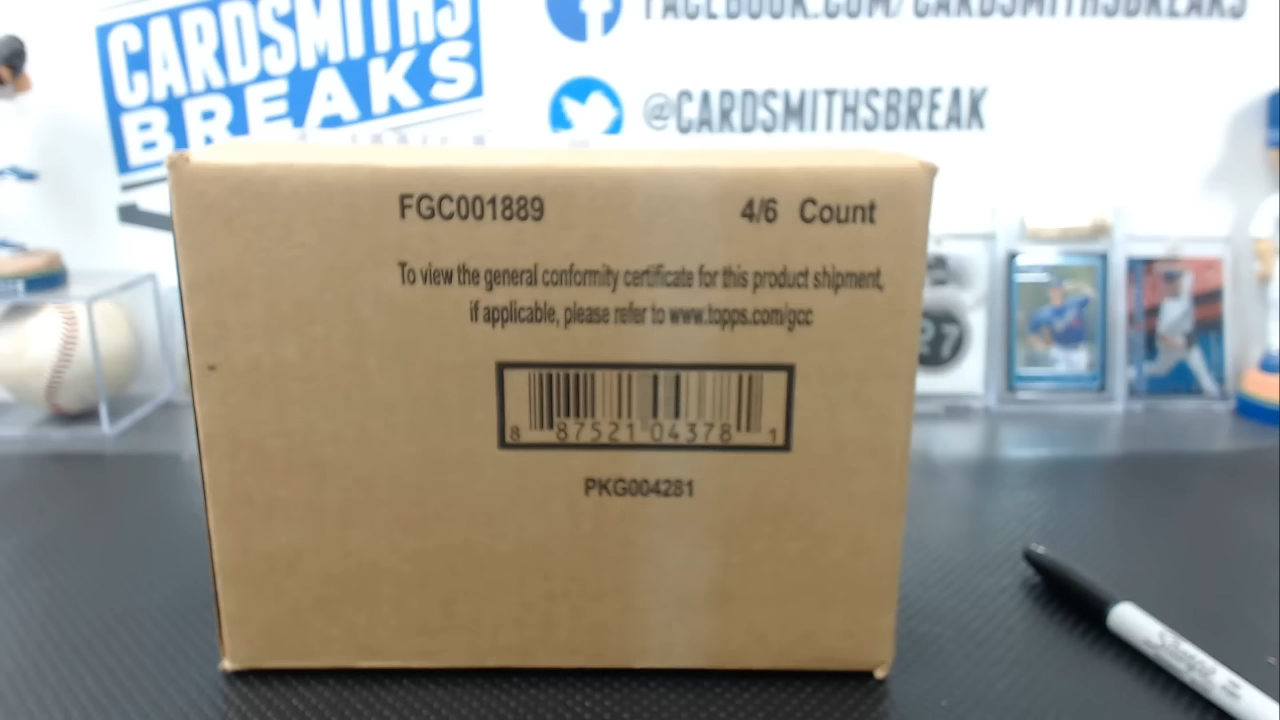 CARDSMITHS
BREAKS
FACEBOOK.COM/CARDSMITHSBREAKS
@CARDSMITHSBREAK
FGC001889 4/6 Count
To view the general conformity certificate for this product shipment,
if applicable, please refer to www.topps.com/gcc
8 87521 04378 1
PKG004281
27